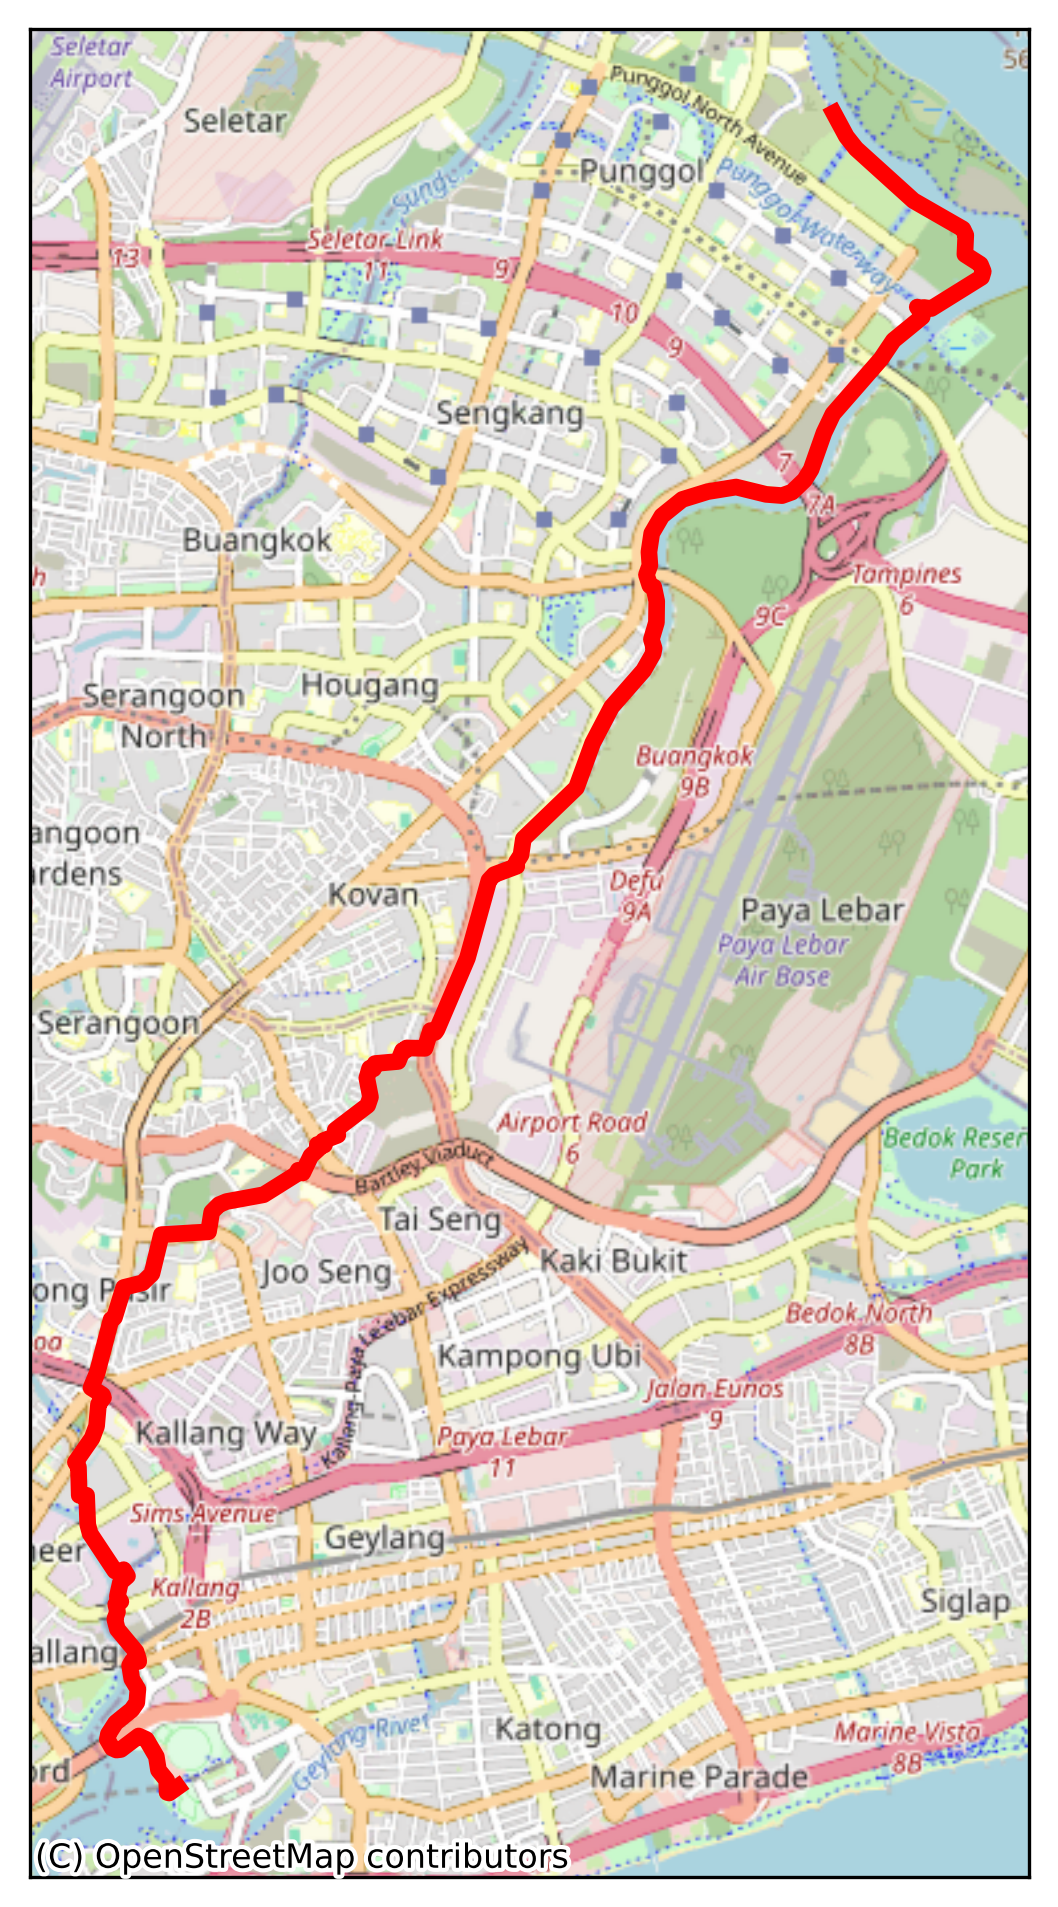 Seletar
Airport
56
Seletar
Punggol North Avenue
Punggol
Sungei
Punggol Waterway
Seletar Link
11
13
9
10
9
Sengkang
7
7A
Buangkok
Tampines
6
9C
Hougang
Serangoon
North
Buangkok
9B
angoon
ardens
Kovan
Defu
9A
Paya Lebar
Paya Lebar
Air Base
Serangoon
Airport Road
6
Bedok Reser
Park
Bartley Viaduct
Tai Seng
Kaki Bukit
Joo Seng
ong P sir
Kallang-Paya Lebar Expressway
Bedok North
8B
oa
Kampong Ubi
Jalan Eunos
9
Kallang Way
Paya Lebar
11
Sims Avenue
Geylang
eer
Kallang
2B
Siglap
allang
Katong
Geylang River
Marine Vista
8B
ord
Marine Parade
(C) OpenStreetMap contributors